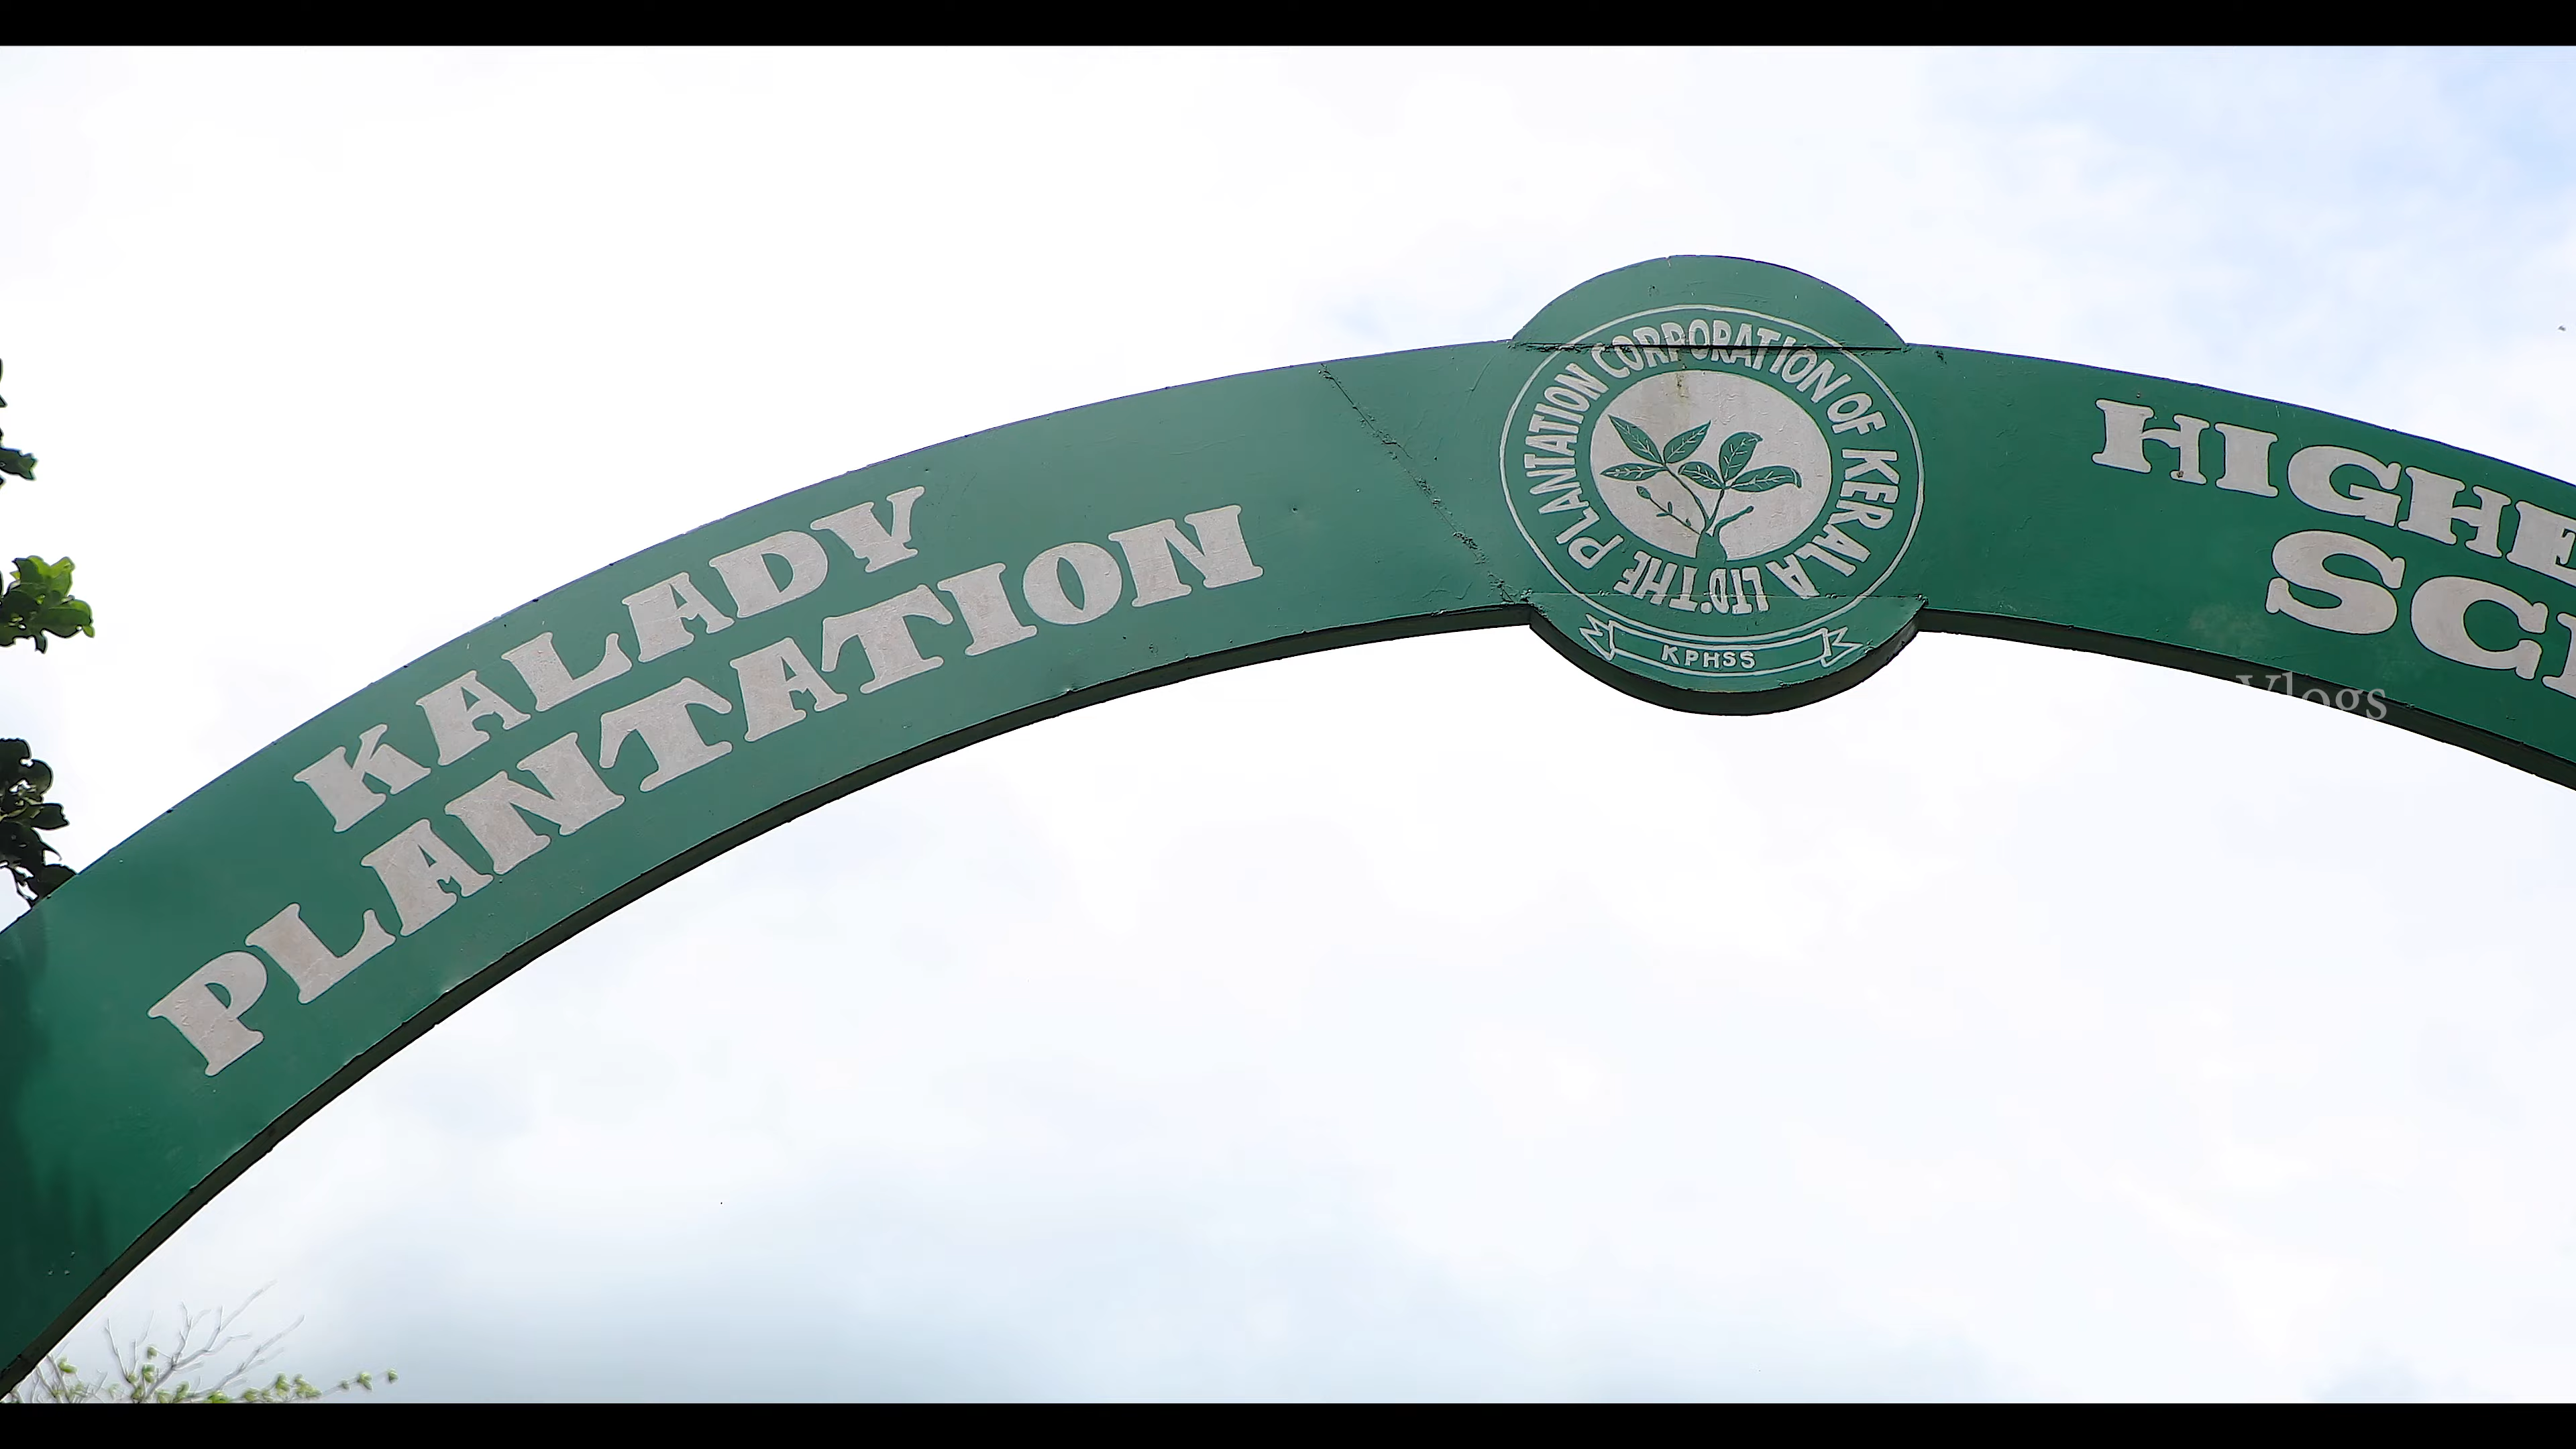 KALADY
PLANTATION
THE PLANTATION CORPORATION OF KERALA LTD.
KPHSS
HIGHE
SC
Vlogs